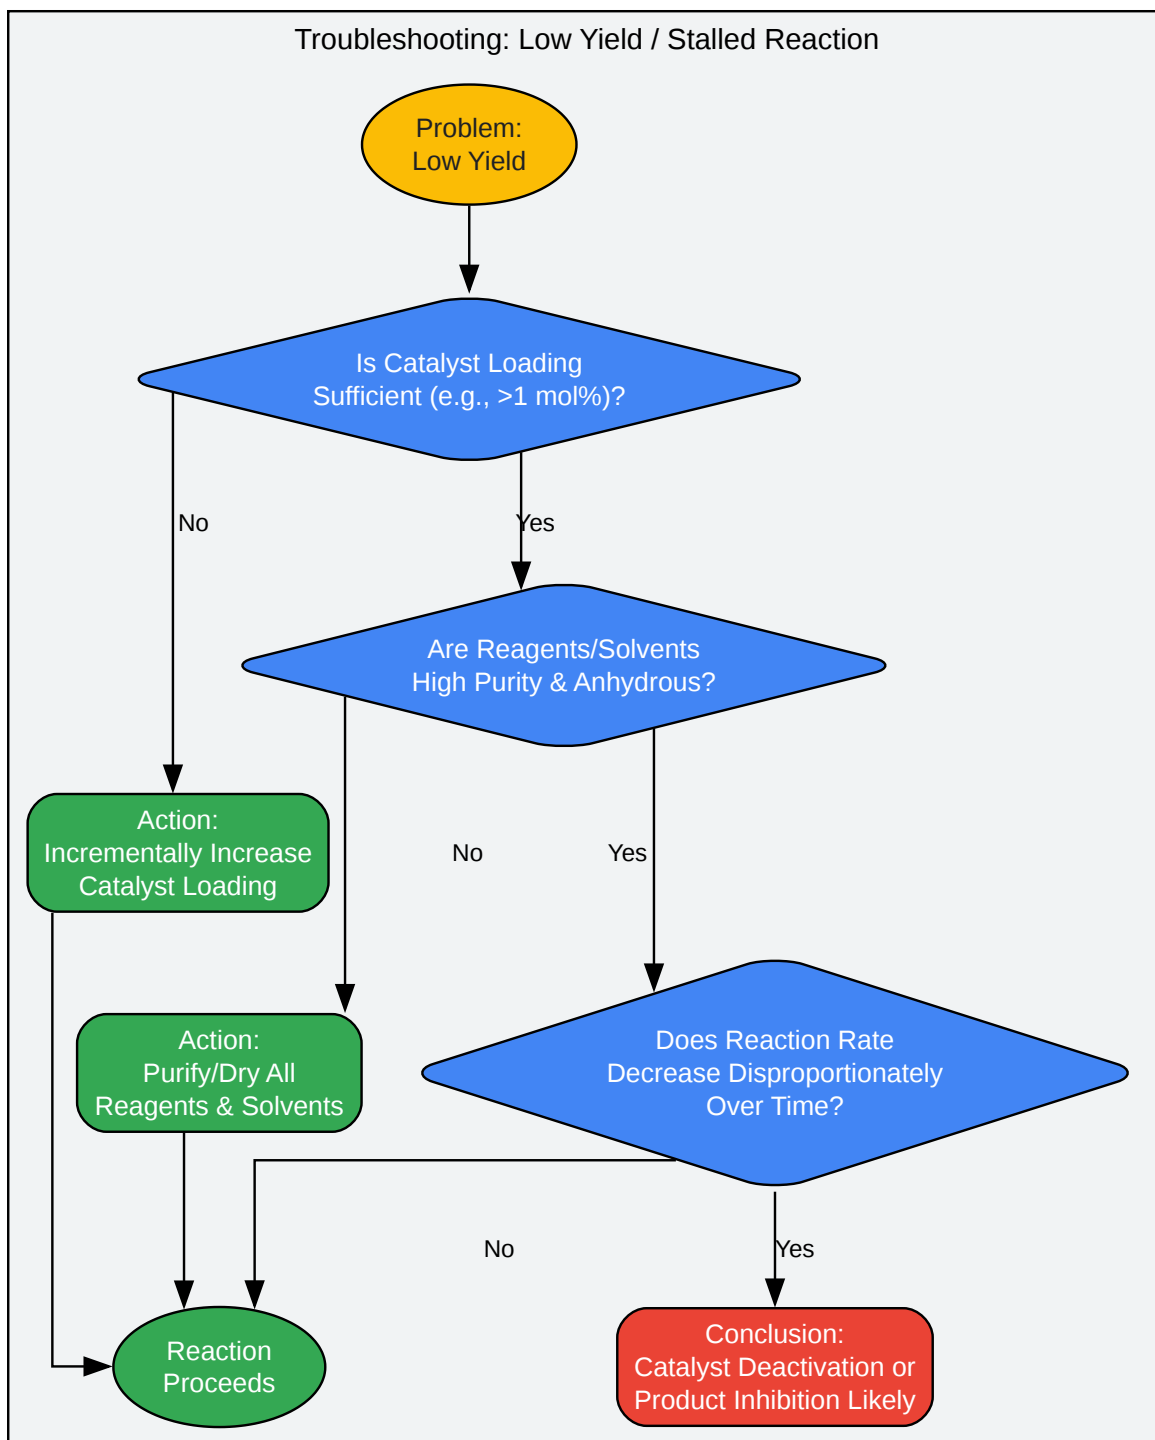 Troubleshooting: Low Yield / Stalled Reaction
Problem:
Low Yield
Is Catalyst Loading
Sufficient (e.g., >1 mol%)?
No
Yes
Are Reagents/Solvents
High Purity & Anhydrous?
Action:
Incrementally Increase
Catalyst Loading
No
Yes
Action:
Purify/Dry All
Reagents & Solvents
Does Reaction Rate
Decrease Disproportionately
Over Time?
No
Yes
Reaction
Proceeds
Conclusion:
Catalyst Deactivation or
Product Inhibition Likely